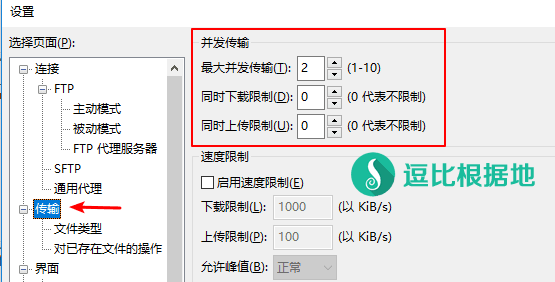 设置
选择页面(P):
连接
FTP
主动模式
被动模式
FTP 代理服务器
SFTP
通用代理
传输
文件类型
对已存在文件的操作
界面
并发传输
最大并发传输(T): 2 (1-10)
同时下载限制(D): 0 (0 代表不限制)
同时上传限制(U): 0 (0 代表不限制)
速度限制
启用速度限制(E)
下载限制(L): 1000 (以 KiB/s)
上传限制(P): 100 (以 KiB/s)
允许峰值(B): 正常
逗比根据地